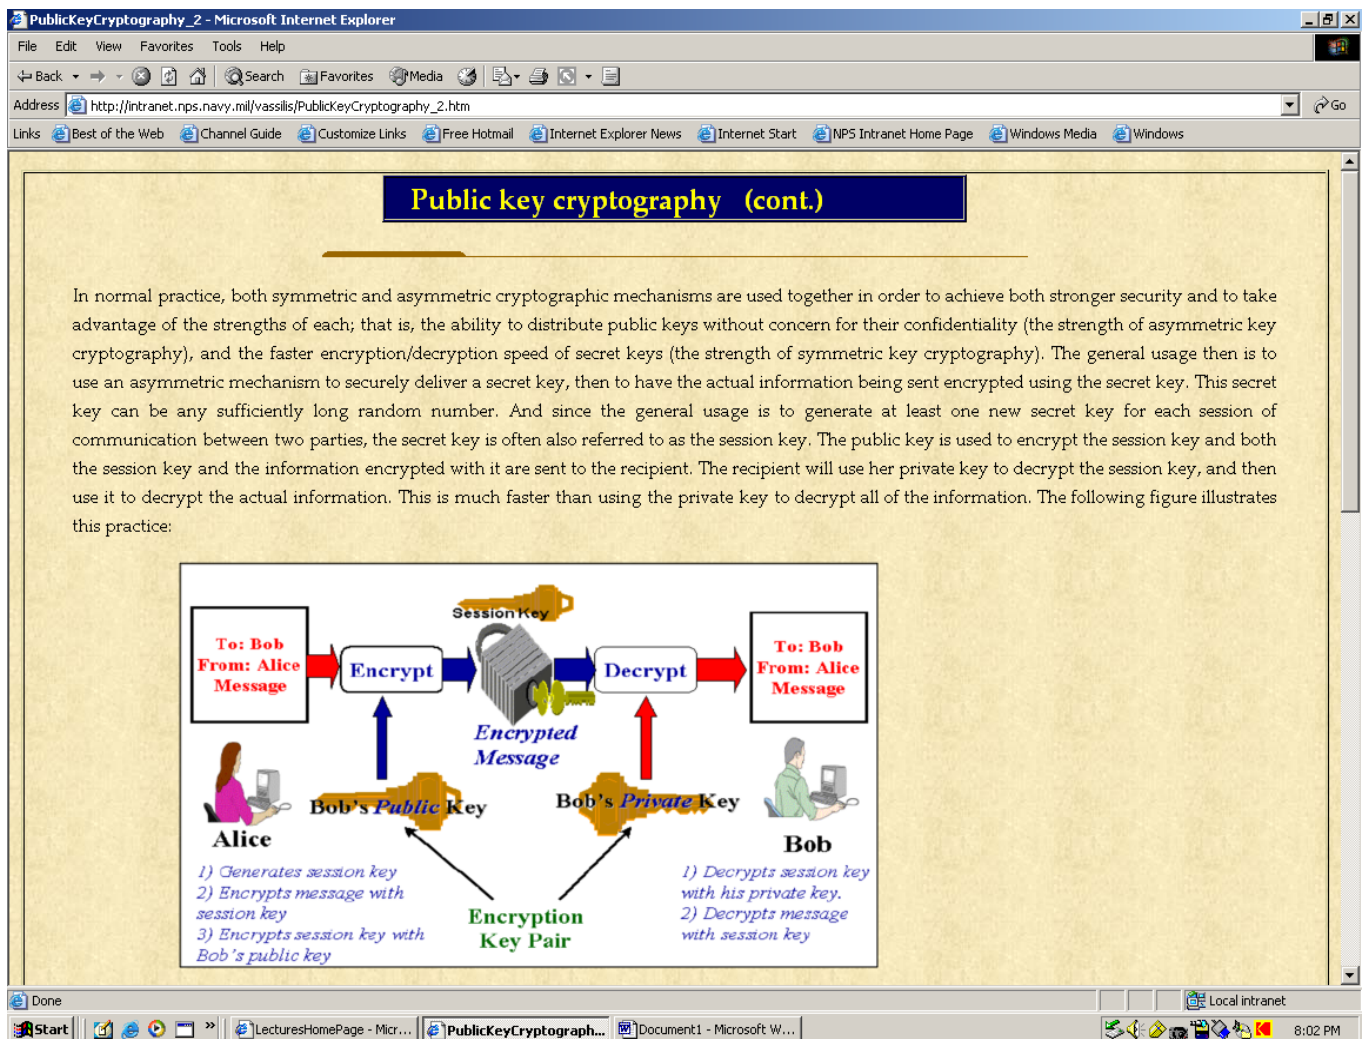 PublicKeyCryptography_2 - Microsoft Internet Explorer
File Edit View Favorites Tools Help
Back Search Favorites Media
Address http://intranet.nps.navy.mil/vassilis/PublicKeyCryptography_2.htm Go
Links Best of the Web Channel Guide Customize Links Free Hotmail Internet Explorer News Internet Start NPS Intranet Home Page Windows Media Windows
Public key cryptography (cont.)
In normal practice, both symmetric and asymmetric cryptographic mechanisms are used together in order to achieve both stronger security and to take
advantage of the strengths of each; that is, the ability to distribute public keys without concern for their confidentiality (the strength of asymmetric key
cryptography), and the faster encryption/decryption speed of secret keys (the strength of symmetric key cryptography). The general usage then is to
use an asymmetric mechanism to securely deliver a secret key, then to have the actual information being sent encrypted using the secret key. This secret
key can be any sufficiently long random number. And since the general usage is to generate at least one new secret key for each session of
communication between two parties, the secret key is often also referred to as the session key. The public key is used to encrypt the session key and both
the session key and the information encrypted with it are sent to the recipient. The recipient will use her private key to decrypt the session key, and then
use it to decrypt the actual information. This is much faster than using the private key to decrypt all of the information. The following figure illustrates
this practice:
Session Key
To: Bob
From: Alice
Message
Encrypt
Decrypt
To: Bob
From: Alice
Message
Encrypted
Message
Bob's Public Key
Bob's Private Key
Alice
1) Generates session key
2) Encrypts message with
session key
3) Encrypts session key with
Bob's public key
Encryption
Key Pair
Bob
1) Decrypts session key
with his private key.
2) Decrypts message
with session key
Done
Local intranet
Start » LecturesHomePage - Micr... PublicKeyCryptograph... Document1 - Microsoft W... 8:02 PM